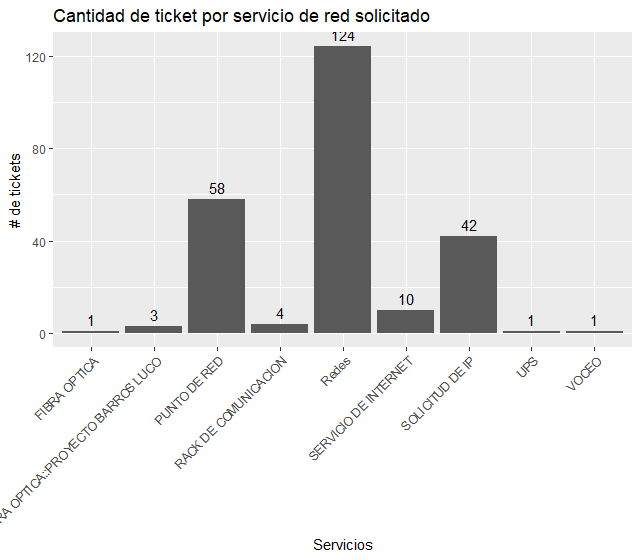 Cantidad de ticket por servicio de red solicitado
# de tickets
120
80
40
0
1
3
58
4
124
10
42
1
1
FIBRA OPTICA
OPTICA::PROYECTO BARROS LUCO
PUNTO DE RED
RACK DE COMUNICACION
Redes
SERVICIO DE INTERNET
SOLICITUD DE IP
UPS
VOCEO
Servicios